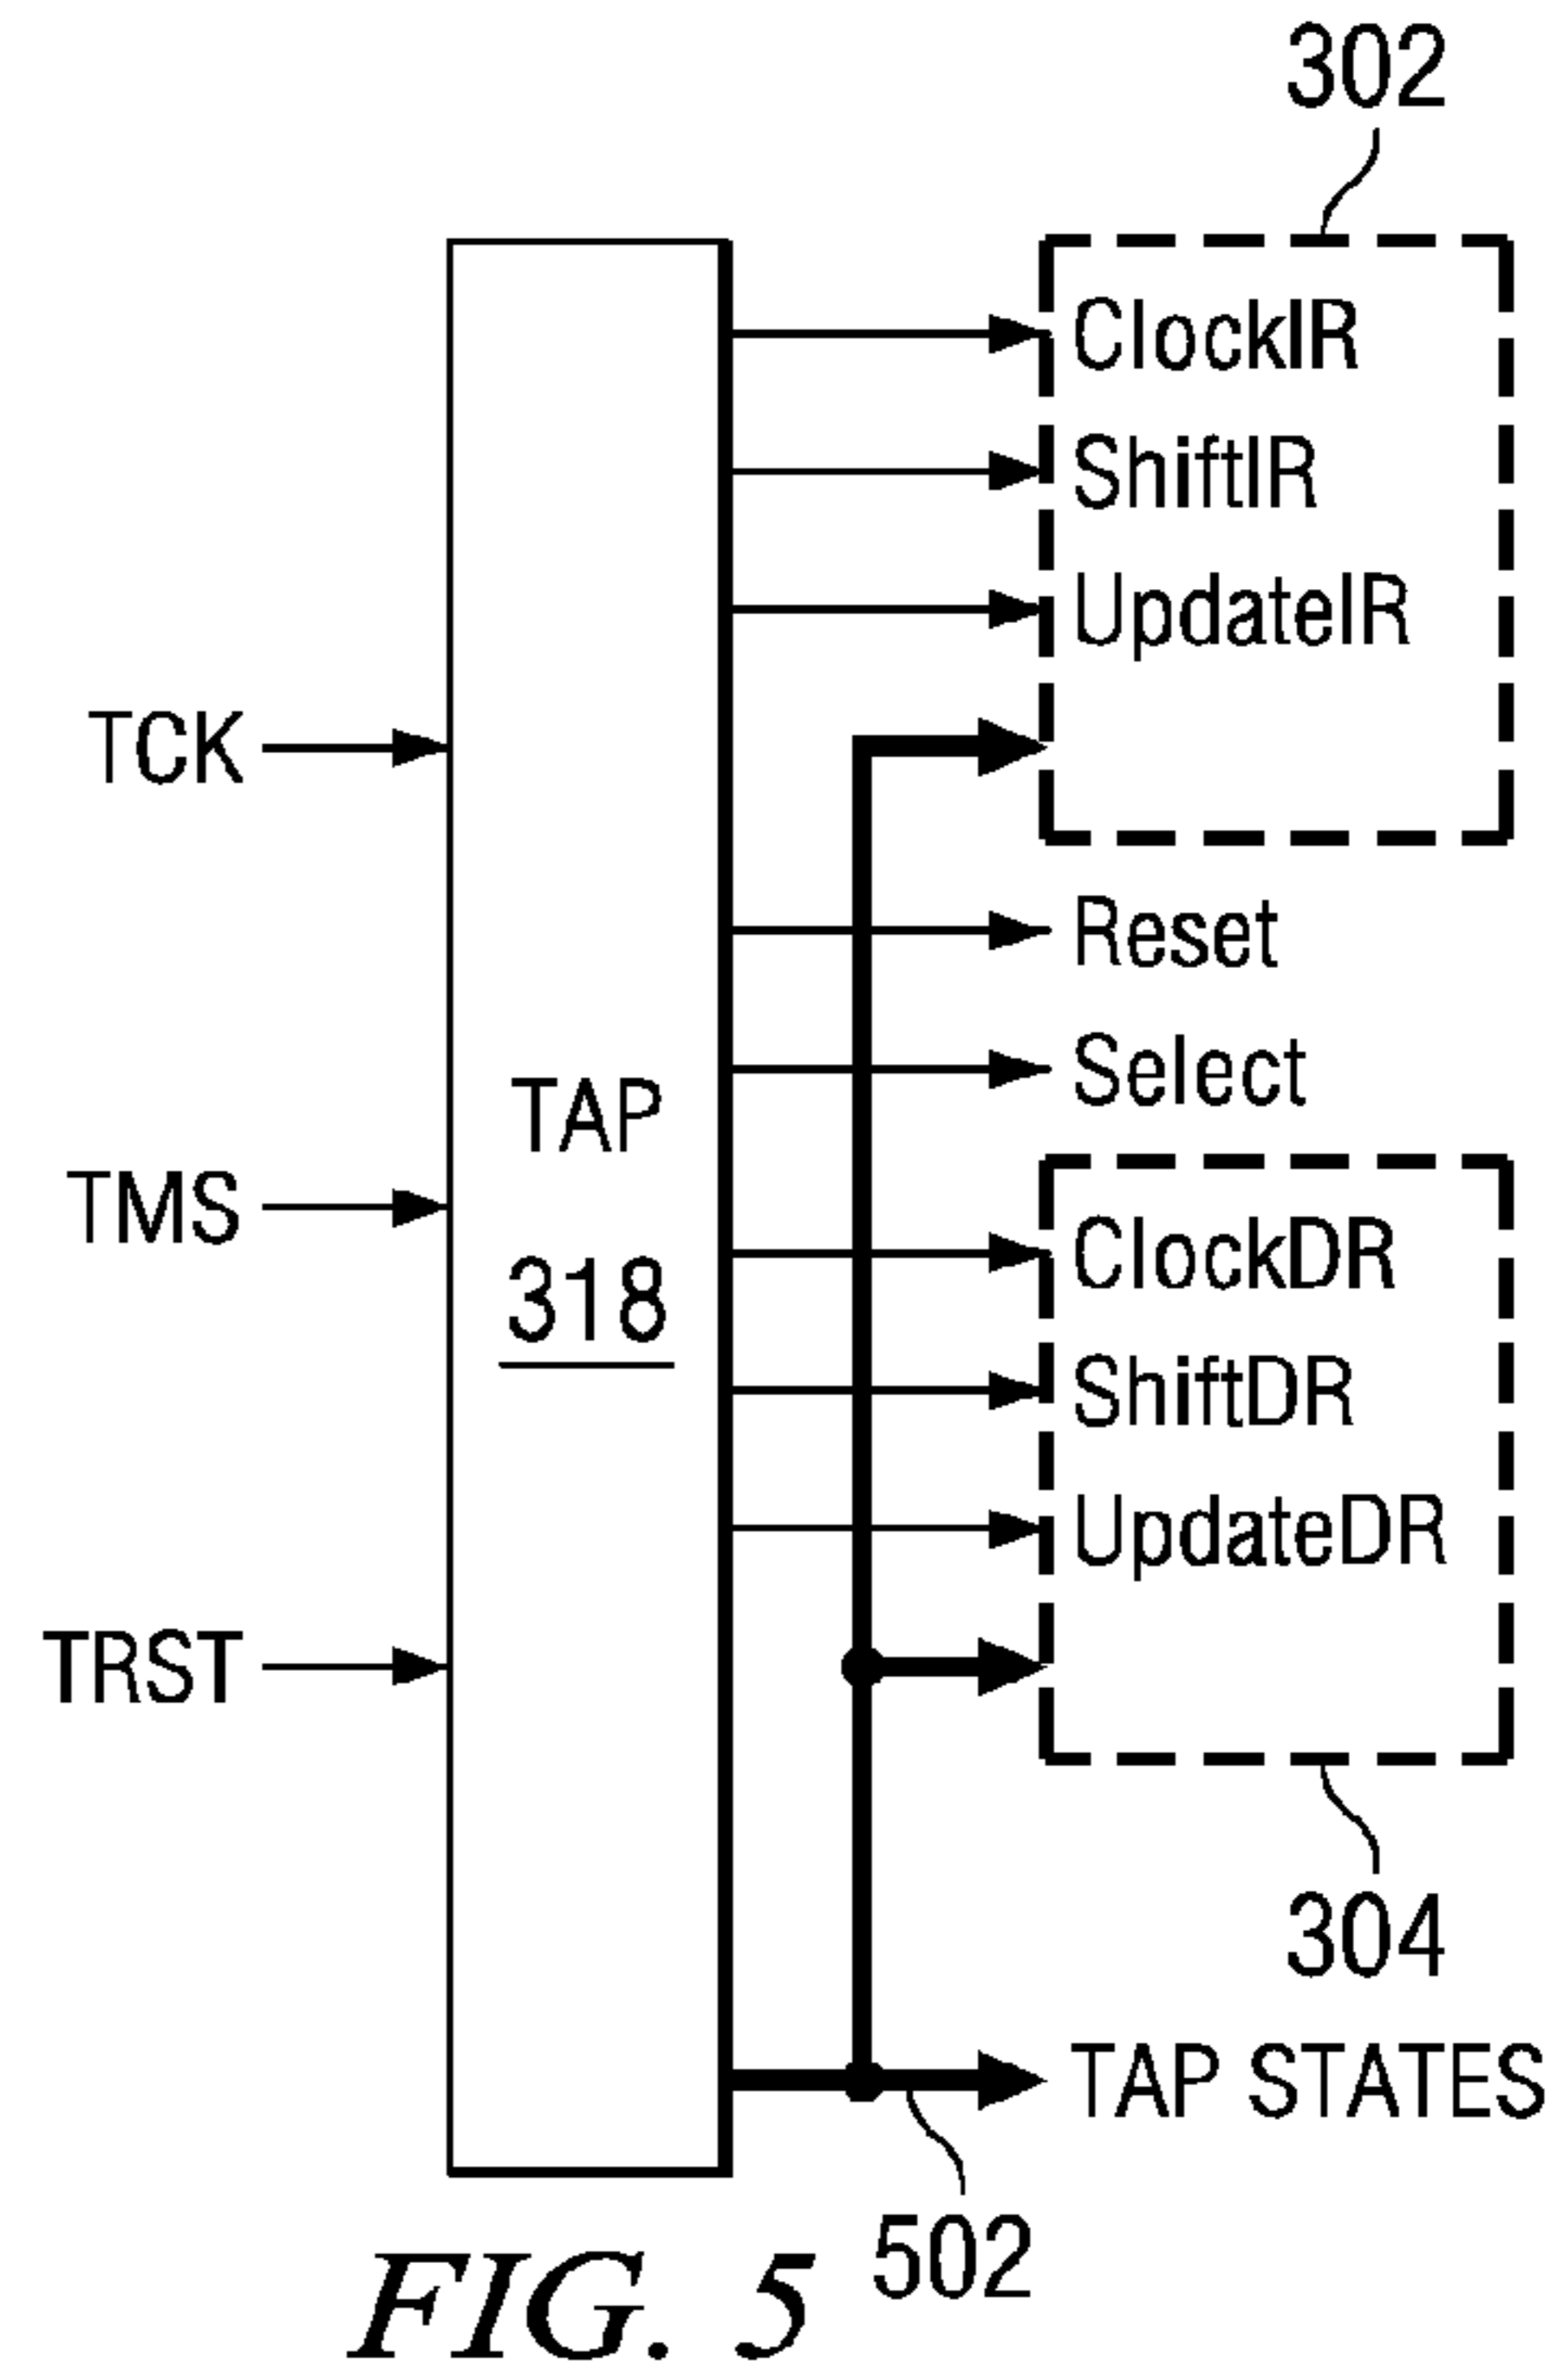 302
ClockIR
ShiftIR
UpdateIR
TCK
Reset
Select
TAP
318
TMS
ClockDR
ShiftDR
UpdateDR
TRST
304
TAP STATES
502
FIG. 5